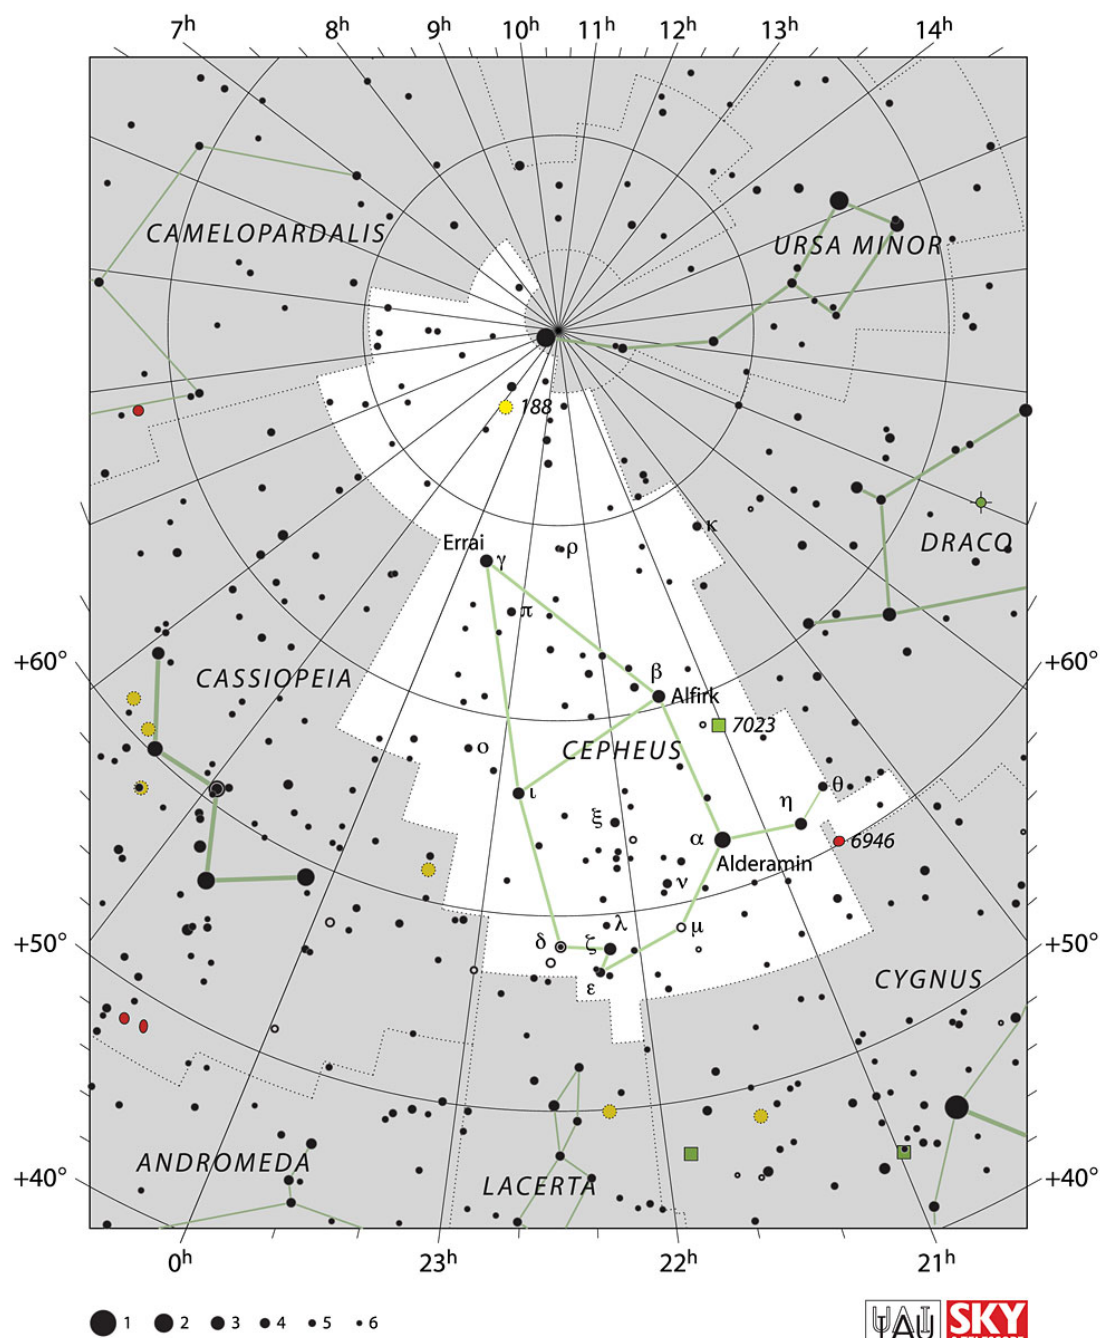 7h 8h 9h 10h 11h 12h 13h 14h
CAMELOPARDALIS
URSA MINOR
188
κ
DRACO
Errai
γ
ρ
π
+60°
+60°
CASSIOPEIA
β
Alfirk
7023
ο
CEPHEUS
ι
θ
η
ξ
α
6946
Alderamin
ν
λ
μ
δ
ζ
+50°
+50°
ε
CYGNUS
ANDROMEDA
+40°
+40°
LACERTA
0h 23h 22h 21h
1 2 3 4 5 6
IAU
SKY